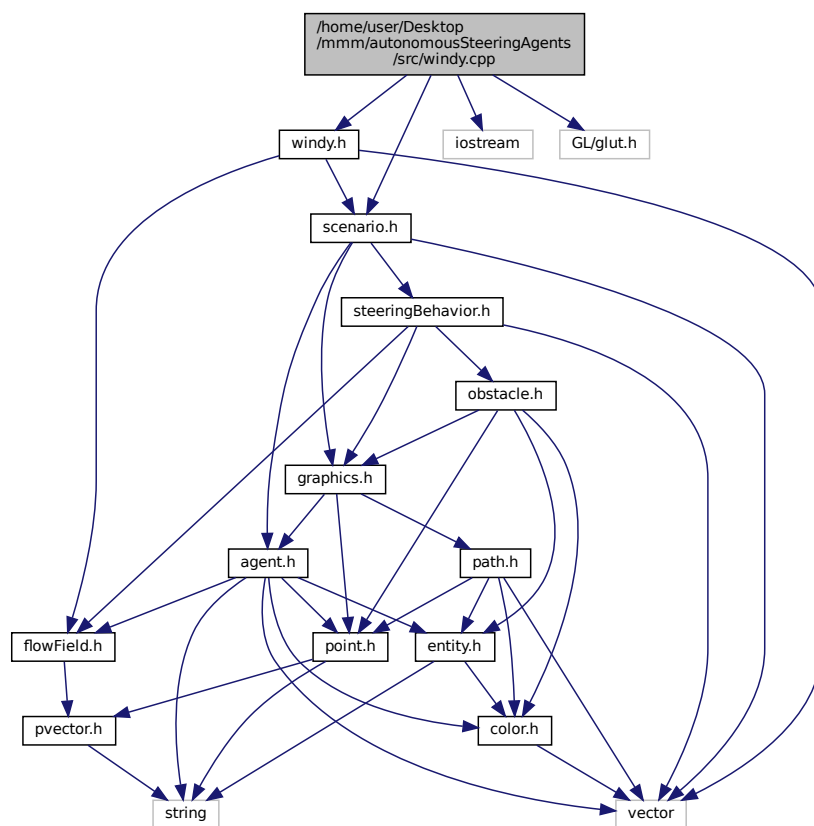 /home/user/Desktop
/mmm/autonomousSteeringAgents
/src/windy.cpp
windy.h
iostream
GL/glut.h
scenario.h
steeringBehavior.h
obstacle.h
graphics.h
agent.h
path.h
flowField.h
point.h
entity.h
pvector.h
color.h
string
vector